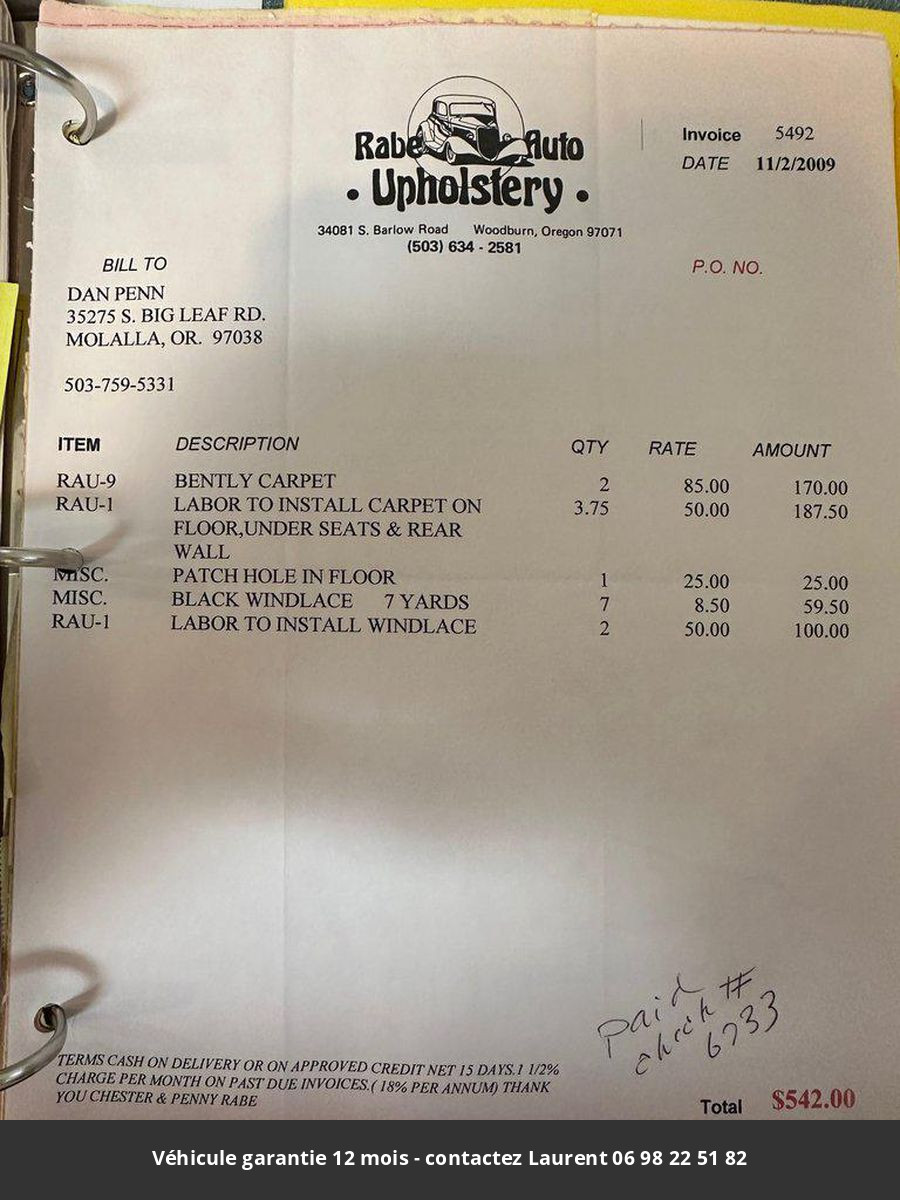 Rabe Auto
• Upholstery •
34081 S. Barlow Road Woodburn, Oregon 97071
(503) 634 - 2581
Invoice 5492
DATE 11/2/2009
BILL TO
P.O. NO.
DAN PENN
35275 S. BIG LEAF RD.
MOLALLA, OR. 97038
503-759-5331
ITEM DESCRIPTION QTY RATE AMOUNT
RAU-9 BENTLY CARPET 2 85.00 170.00
RAU-1 LABOR TO INSTALL CARPET ON 3.75 50.00 187.50
FLOOR,UNDER SEATS & REAR
WALL
MISC. PATCH HOLE IN FLOOR 1 25.00 25.00
MISC. BLACK WINDLACE 7 YARDS 7 8.50 59.50
RAU-1 LABOR TO INSTALL WINDLACE 2 50.00 100.00
paid
check #
6733
TERMS CASH ON DELIVERY OR ON APPROVED CREDIT NET 15 DAYS.1 1/2%
CHARGE PER MONTH ON PAST DUE INVOICES.( 18% PER ANNUM) THANK
YOU CHESTER & PENNY RABE
Total $542.00
Véhicule garantie 12 mois - contactez Laurent 06 98 22 51 82